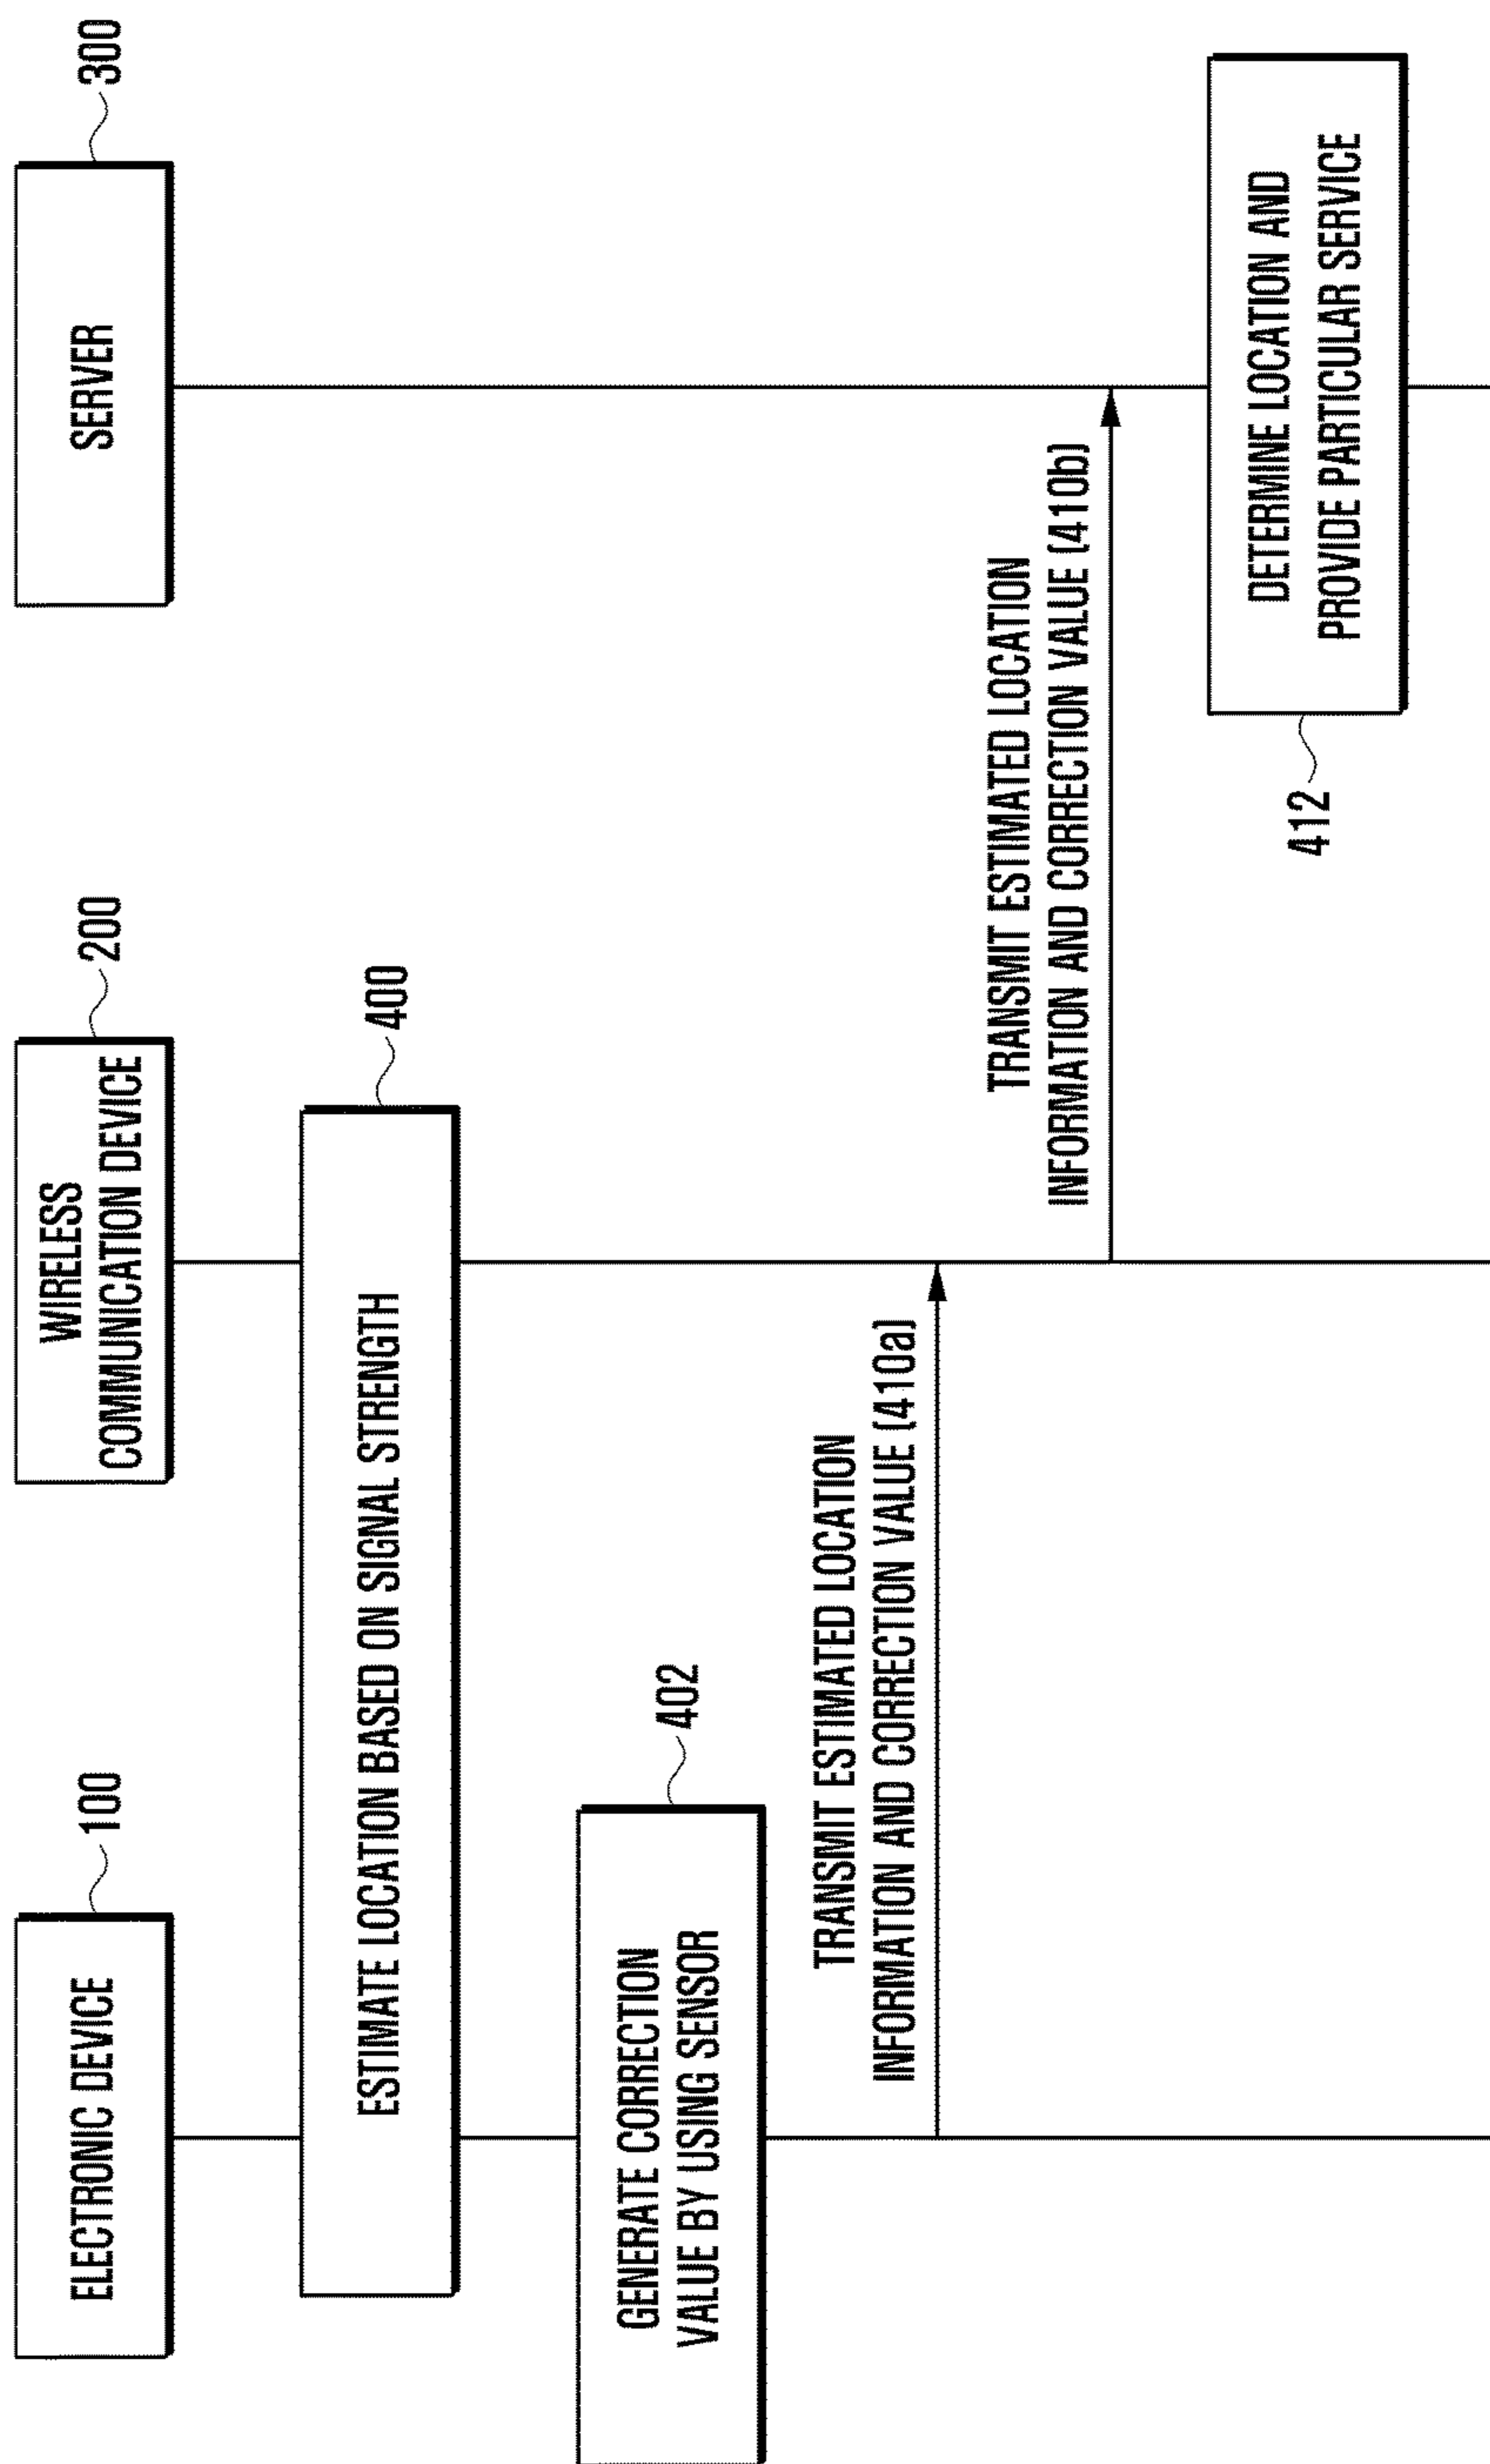 ELECTRONIC DEVICE
100
WIRELESS
COMMUNICATION DEVICE
200
SERVER
300
ESTIMATE LOCATION BASED ON SIGNAL STRENGTH
400
GENERATE CORRECTION
VALUE BY USING SENSOR
402
TRANSMIT ESTIMATED LOCATION
INFORMATION AND CORRECTION VALUE (410a)
TRANSMIT ESTIMATED LOCATION
INFORMATION AND CORRECTION VALUE (410b)
412
DETERMINE LOCATION AND
PROVIDE PARTICULAR SERVICE